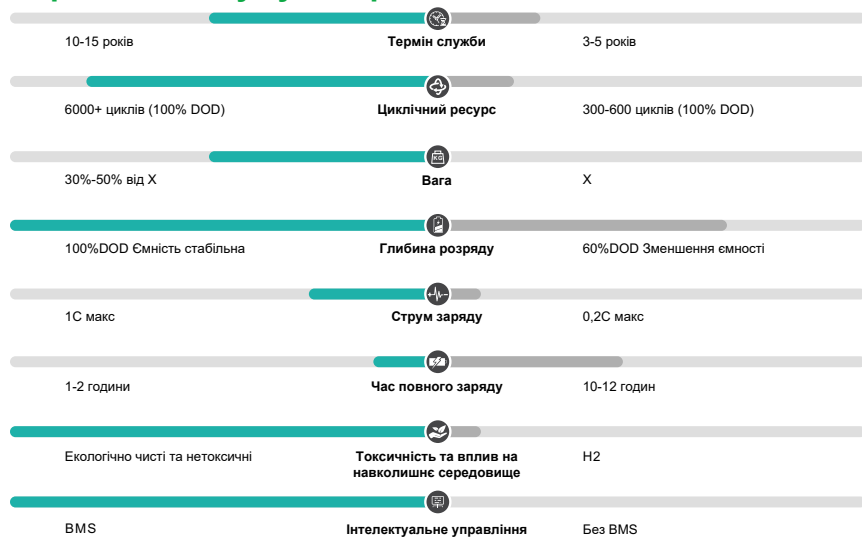 10-15 років Термін служби 3-5 років
6000+ циклів (100% DOD) Циклічний ресурс 300-600 циклів (100% DOD)
KG
30%-50% від X Вага X
100%DOD Ємність стабільна Глибина розряду 60%DOD Зменшення ємності
1C макс Струм заряду 0,2C макс
1-2 години Час повного заряду 10-12 годин
Екологічно чисті та нетоксичні Токсичність та вплив на H2
навколишнє середовище
BMS Інтелектуальне управління Без BMS